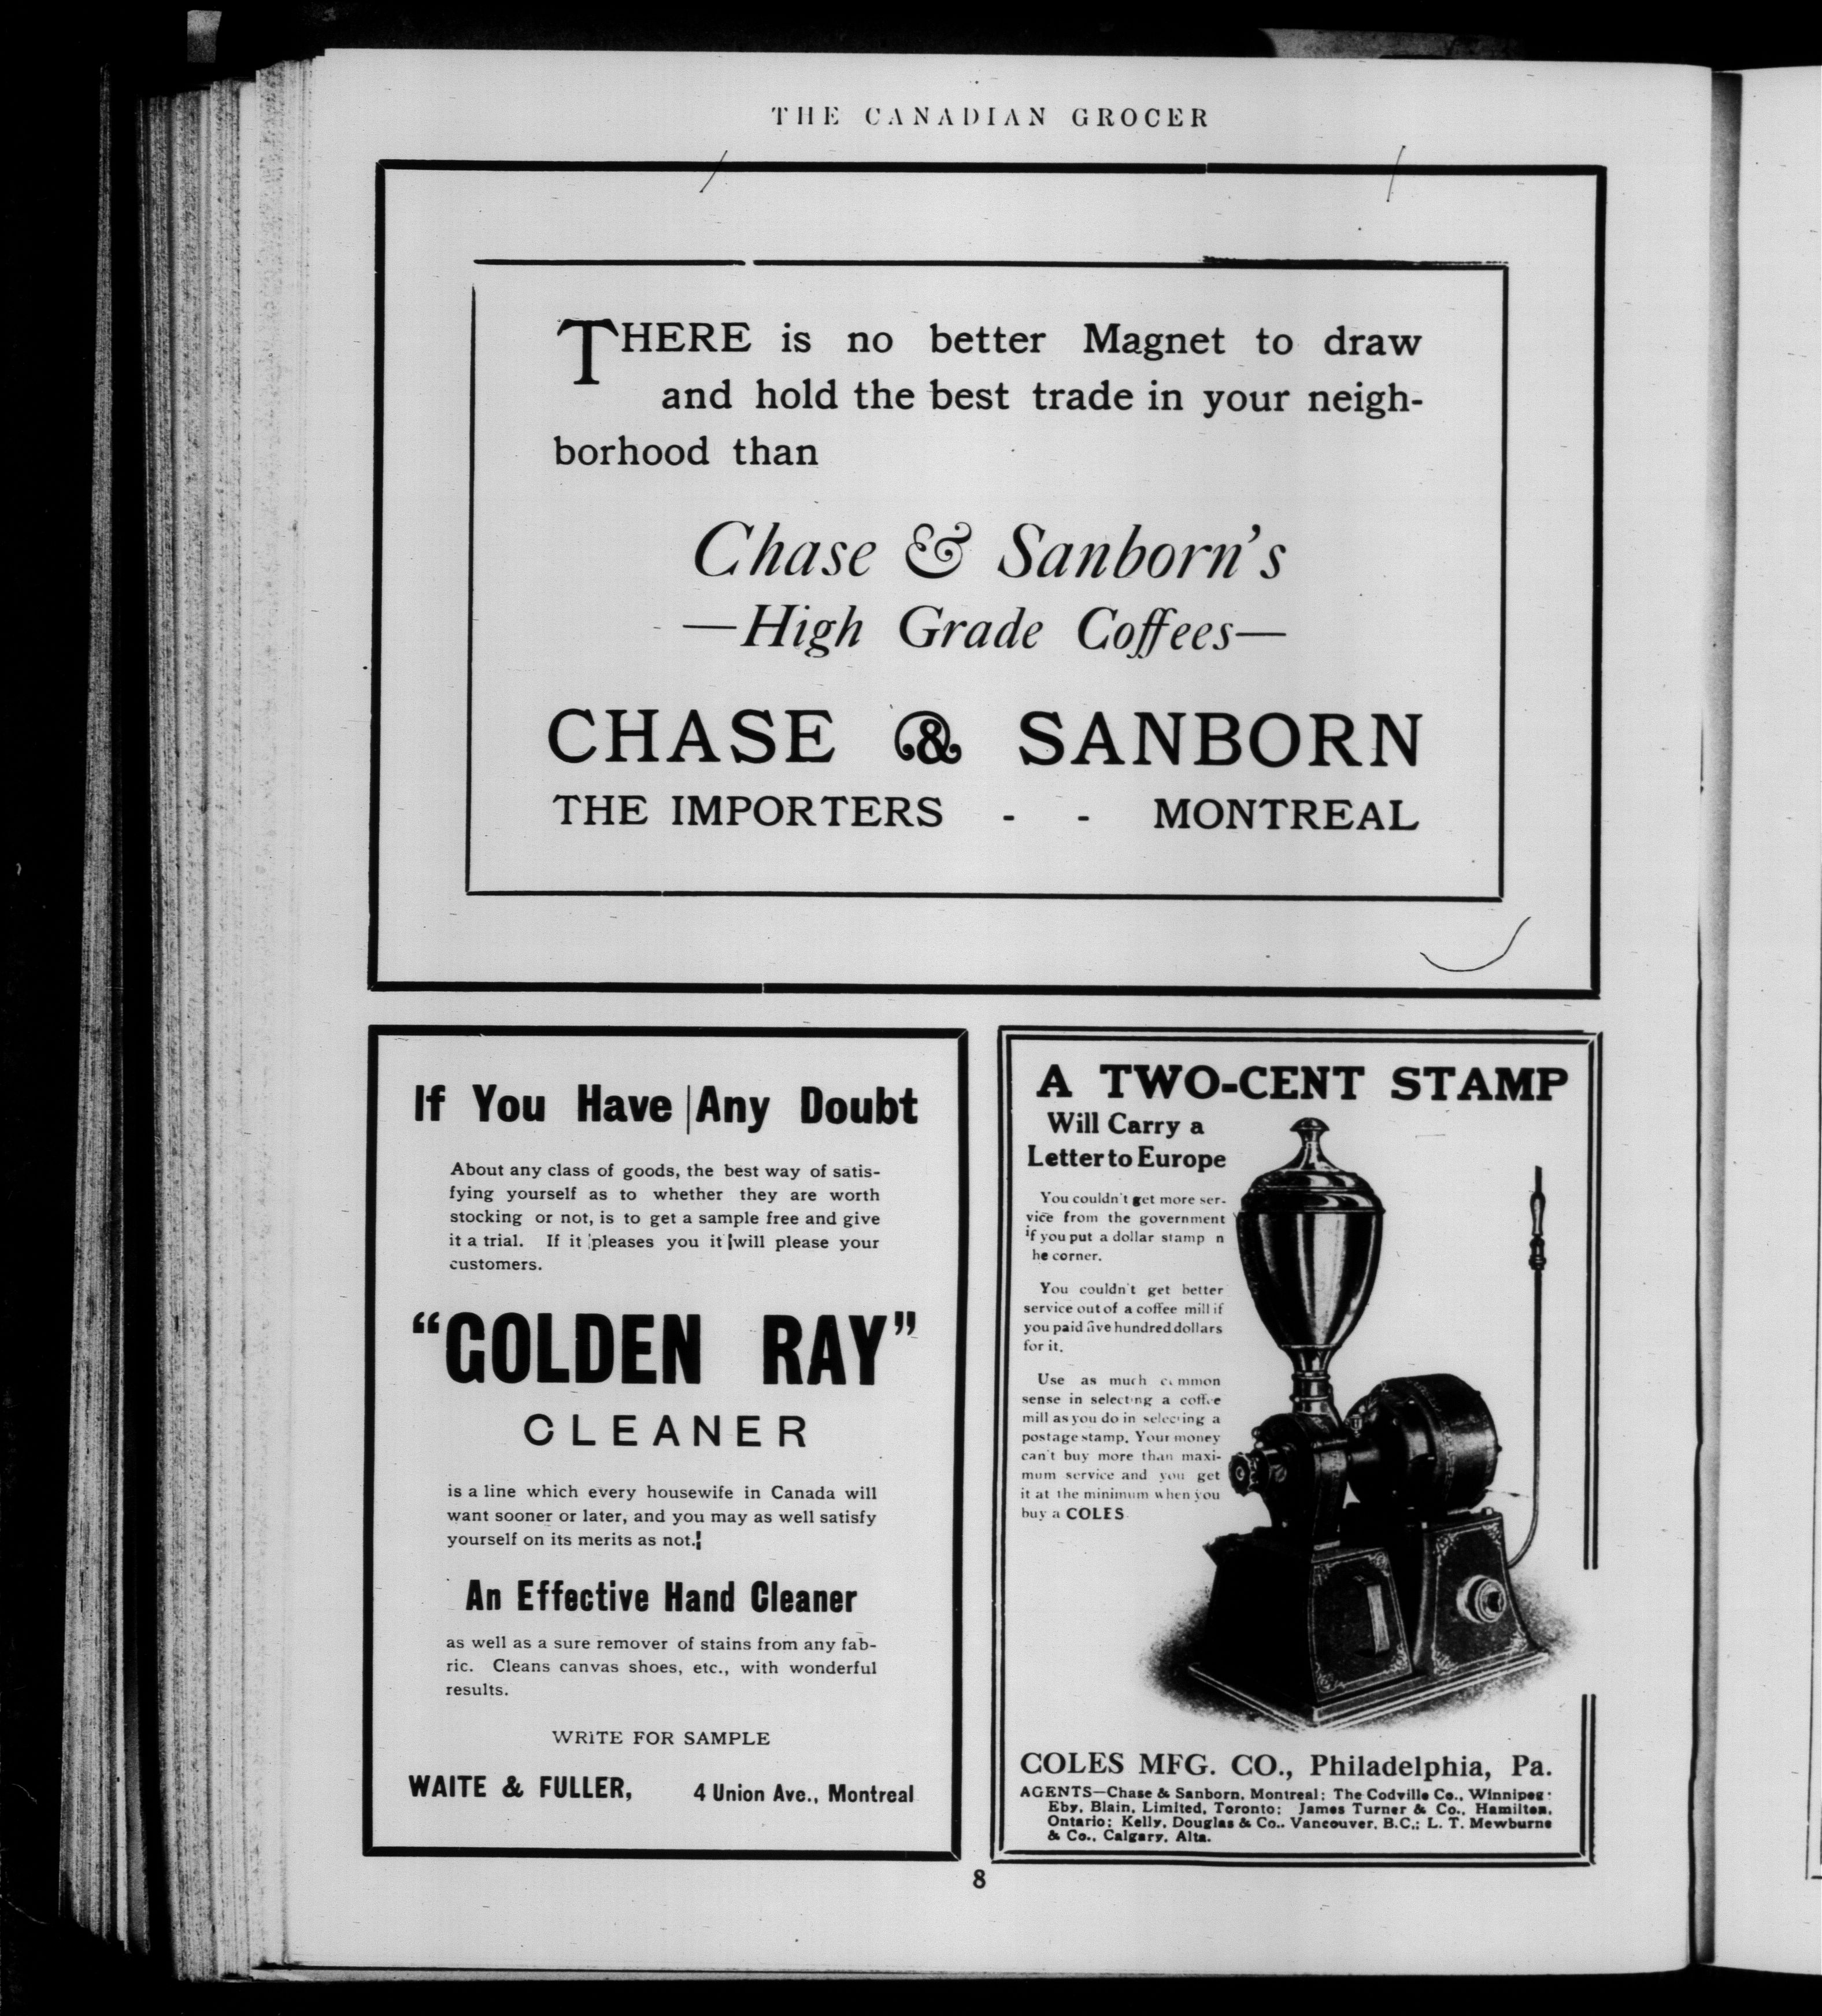 THE CANADIAN GROCER
THERE is no better Magnet to draw
and hold the best trade in your neigh-
borhood than
Chase & Sanborn's
—High Grade Coffees—
CHASE & SANBORN
THE IMPORTERS - - MONTREAL
If You Have Any Doubt
About any class of goods, the best way of satis-
fying yourself as to whether they are worth
stocking or not, is to get a sample free and give
it a trial. If it pleases you it will please your
customers.
"GOLDEN RAY"
CLEANER
is a line which every housewife in Canada will
want sooner or later, and you may as well satisfy
yourself on its merits as not.
An Effective Hand Cleaner
as well as a sure remover of stains from any fab-
ric. Cleans canvas shoes, etc., with wonderful
results.
WRITE FOR SAMPLE
WAITE & FULLER, 4 Union Ave., Montreal
A TWO-CENT STAMP
Will Carry a
Letter to Europe
You couldn't get more ser-
vice from the government
if you put a dollar stamp n
he corner.
You couldn't get better
service out of a coffee mill if
you paid five hundred dollars
for it.
Use as much common
sense in selecting a coffee
mill as you do in selecting a
postage stamp. Your money
can't buy more than maxi-
mum service and you get
it at the minimum when you
buy a COLES
COLES MFG. CO., Philadelphia, Pa.
AGENTS—Chase & Sanborn, Montreal; The Codville Co., Winnipeg;
Eby, Blain, Limited, Toronto; James Turner & Co., Hamilton,
Ontario; Kelly, Douglas & Co., Vancouver, B.C.; L. T. Mewburne
& Co., Calgary, Alta.
8